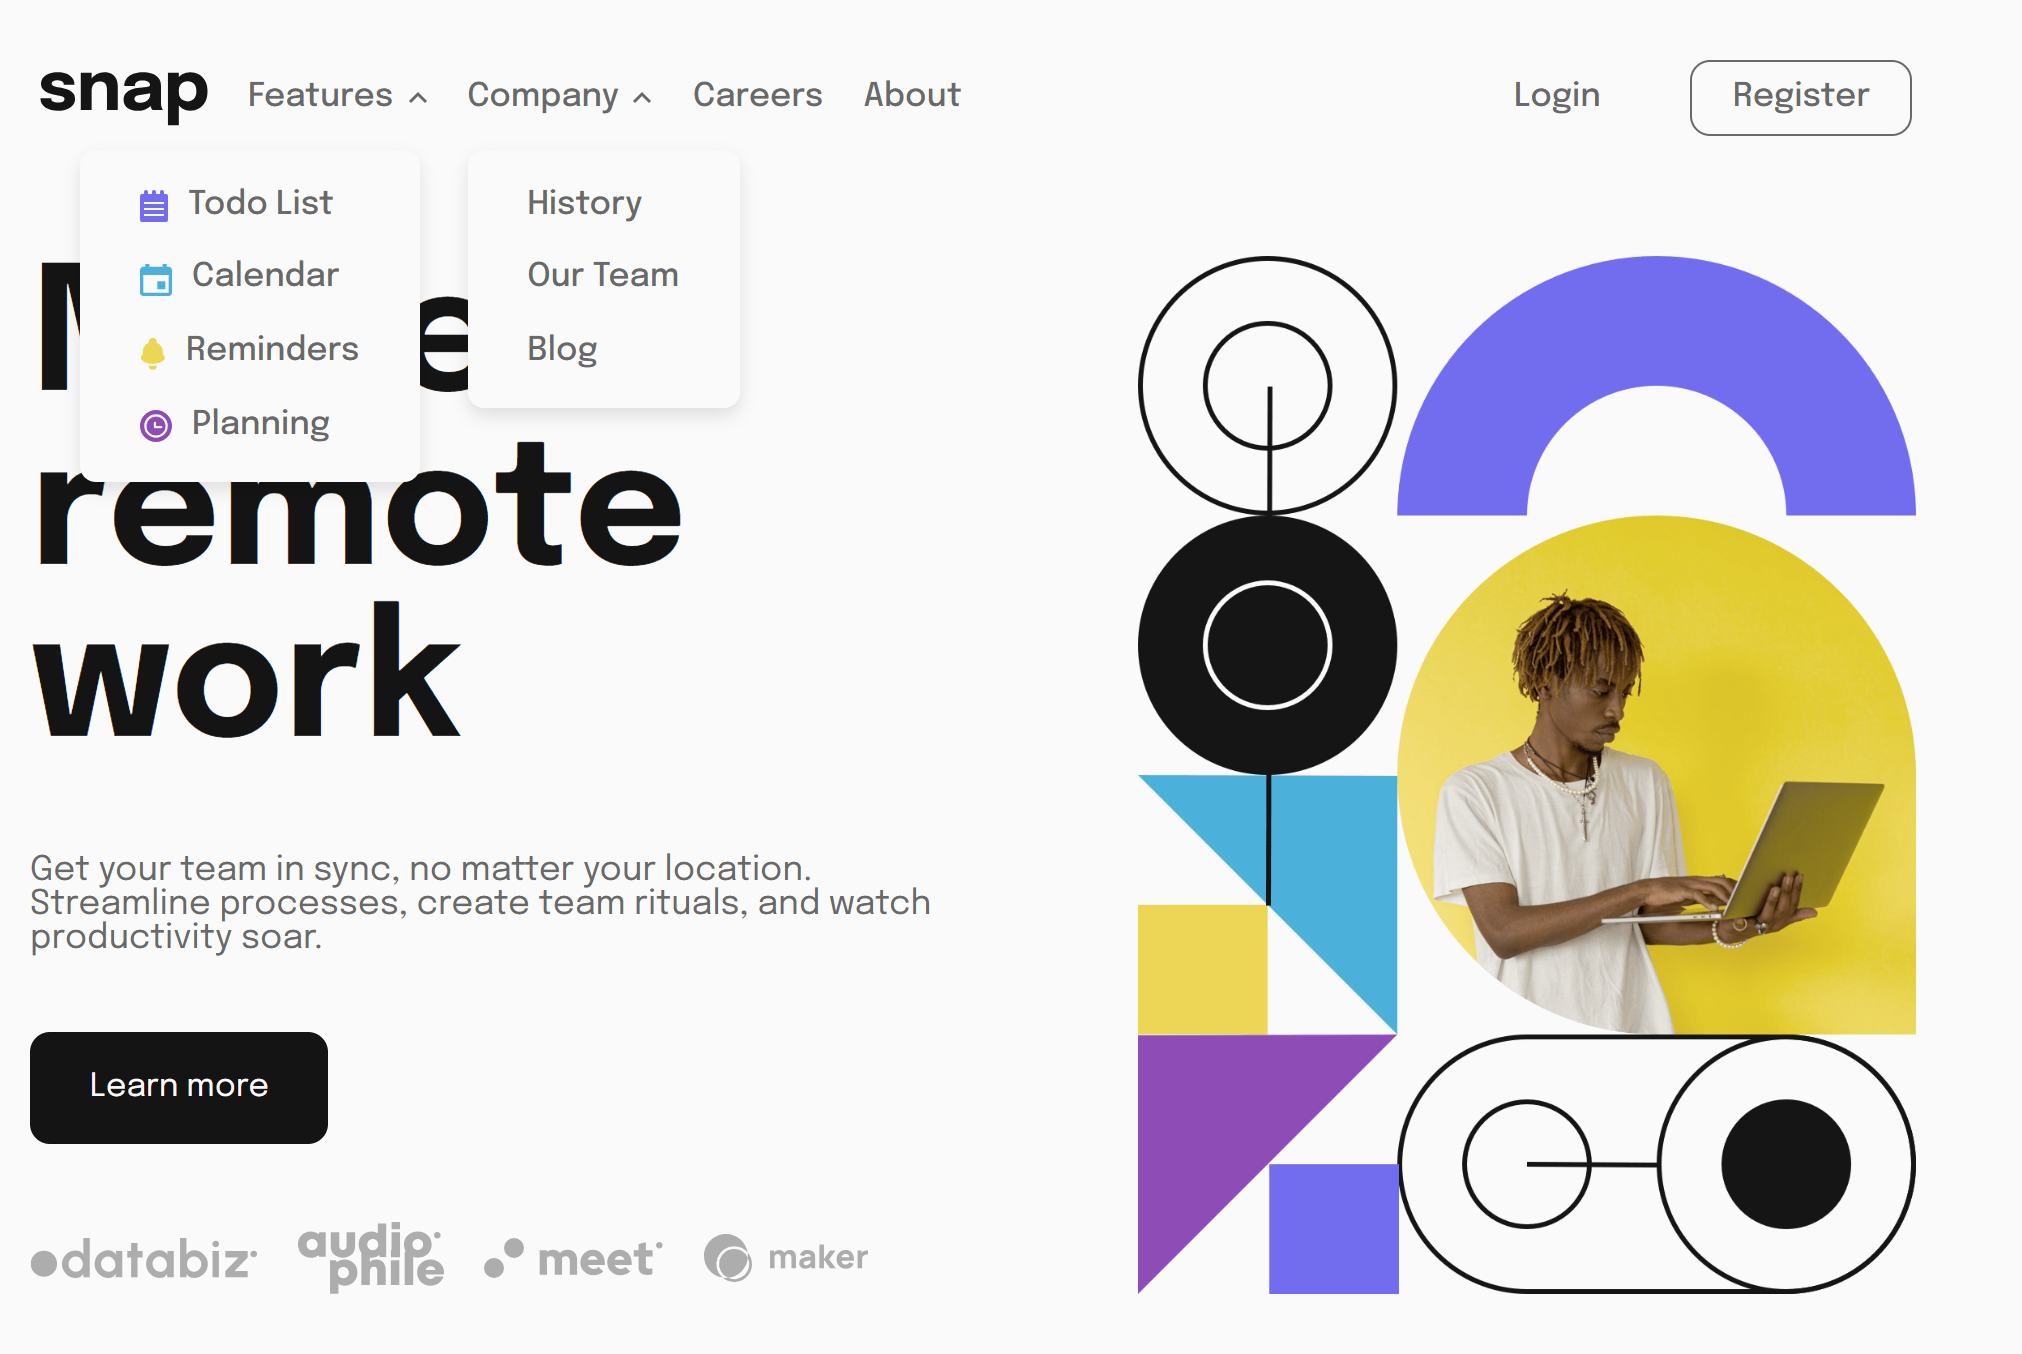 snap Features Company Careers About Login Register
Todo List
Calendar
Reminders
Planning
History
Our Team
Blog
remote
work
Get your team in sync, no matter your location.
Streamline processes, create team rituals, and watch
productivity soar.
Learn more
databiz
audio
phile
meet
maker